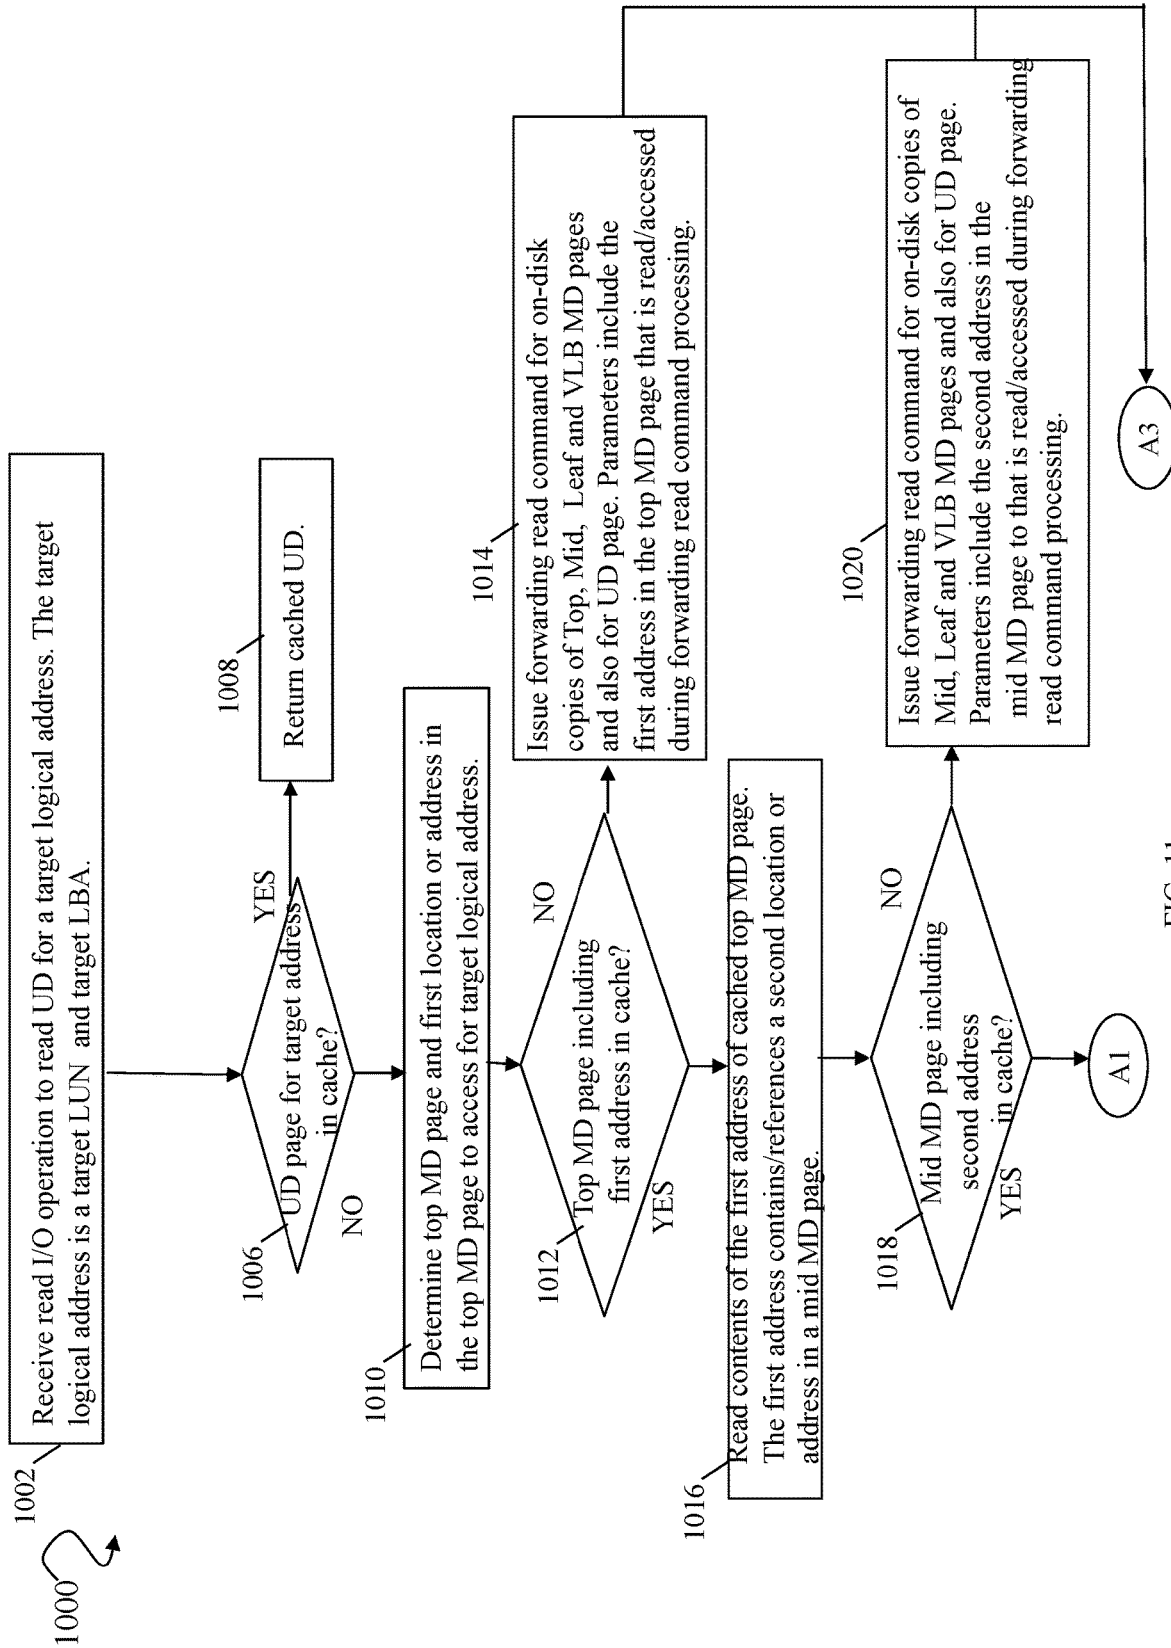 1000
1002
Receive read I/O operation to read UD for a target logical address. The target
logical address is a target LUN and target LBA.
1006
UD page for target address
in cache?
YES
NO
1008
Return cached UD.
1010
Determine top MD page and first location or address in
the top MD page to access for target logical address.
1012
Top MD page including
first address in cache?
NO
YES
1014
Issue forwarding read command for on-disk
copies of Top, Mid, Leaf and VLB MD pages
and also for UD page. Parameters include the
first address in the top MD page that is read/accessed
during forwarding read command processing.
1016
Read contents of the first address of cached top MD page.
The first address contains/references a second location or
address in a mid MD page.
1018
Mid MD page including
second address
in cache?
NO
YES
1020
Issue forwarding read command for on-disk copies of
Mid, Leaf and VLB MD pages and also for UD page.
Parameters include the second address in the
mid MD page to that is read/accessed during forwarding
read command processing.
A1
A3
FIG. 11